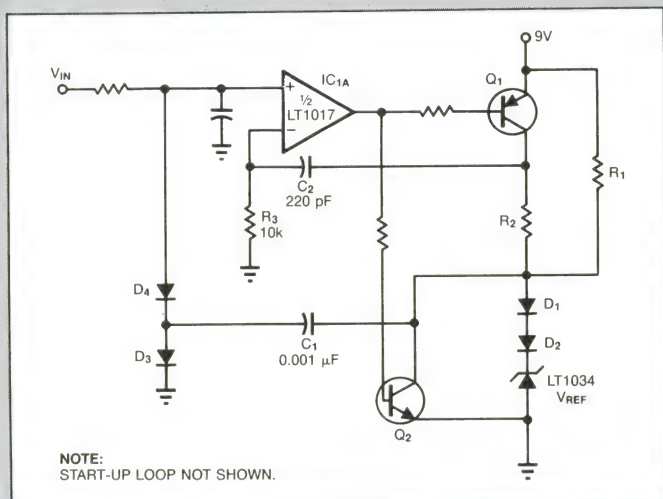 9V
V_IN
IC_1A
Q_1
+
½
LT1017
−
R_1
C_2
220 pF
R_3
10k
R_2
D_4
D_1
C_1
0.001 µF
D_2
D_3
LT1034
V_REF
Q_2
NOTE:
START-UP LOOP NOT SHOWN.